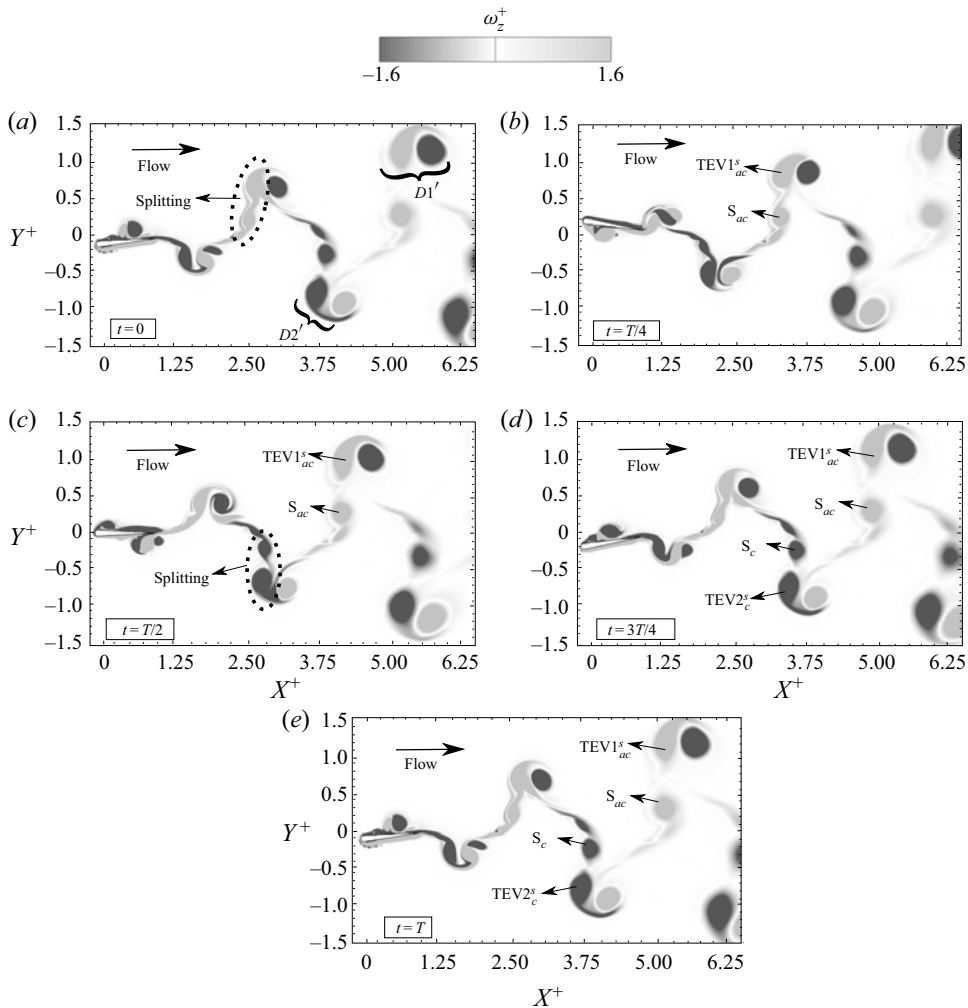 ω_z^+
−1.6 1.6
(a) (b)
1.5 1.5
1.0 1.0
0.5 0.5
Y^+ 0 0
−0.5 −0.5
−1.0 −1.0
−1.5 −1.5
Flow Flow
Splitting D1′ TEV1^s_ac
S_ac
D2′
t = 0 t = T/4
0 1.25 2.50 3.75 5.00 6.25 0 1.25 2.50 3.75 5.00 6.25
(c) (d)
1.5 1.5
1.0 1.0
0.5 0.5
Y^+ 0 0
−0.5 −0.5
−1.0 −1.0
−1.5 −1.5
Flow TEV1^s_ac Flow TEV1^s_ac
S_ac S_ac
Splitting S_c
TEV2^s_c
t = T/2 t = 3T/4
0 1.25 2.50 3.75 5.00 6.25 0 1.25 2.50 3.75 5.00 6.25
X^+ X^+
(e)
1.5
1.0
0.5
Y^+ 0
−0.5
−1.0
−1.5
Flow TEV1^s_ac
S_ac
S_c
TEV2^s_c
t = T
0 1.25 2.50 3.75 5.00 6.25
X^+